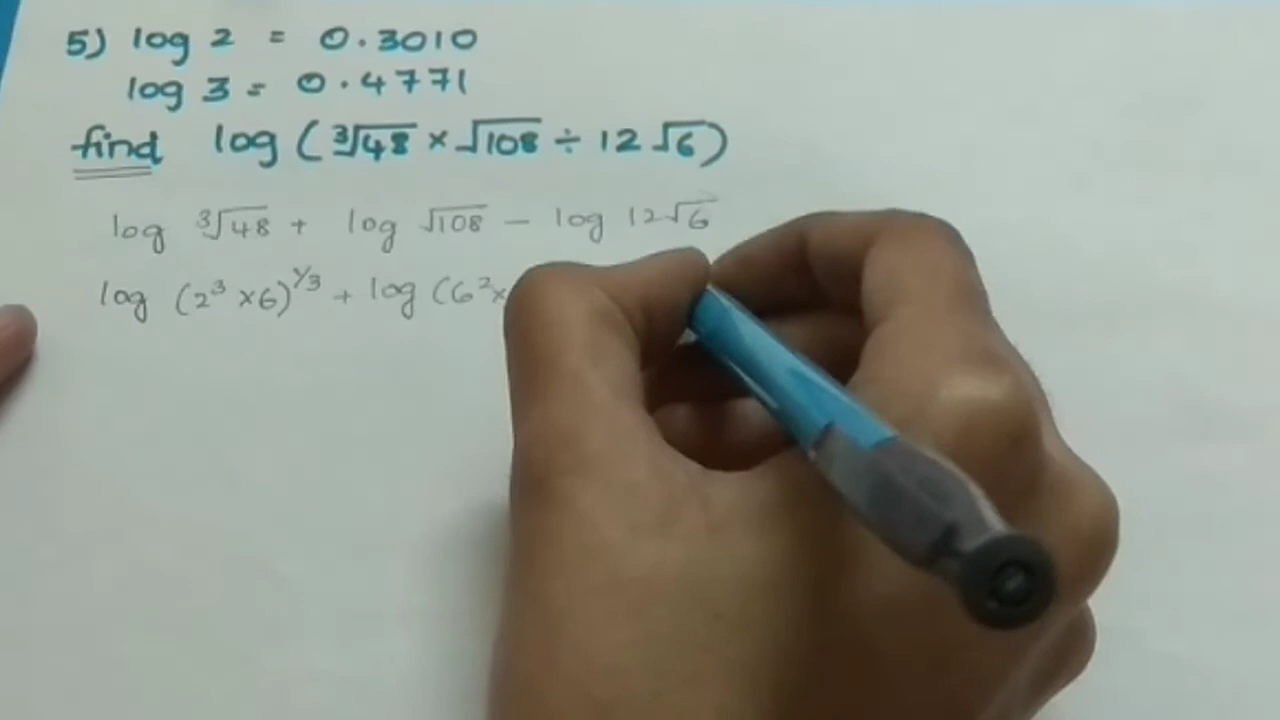 5) log 2 = 0.3010
log 3 = 0.4771
find log (∛48 × √108 ÷ 12 √6)
log ∛48 + log √108 − log 12√6
log (2³ ×6)^1/3 + log (6²×